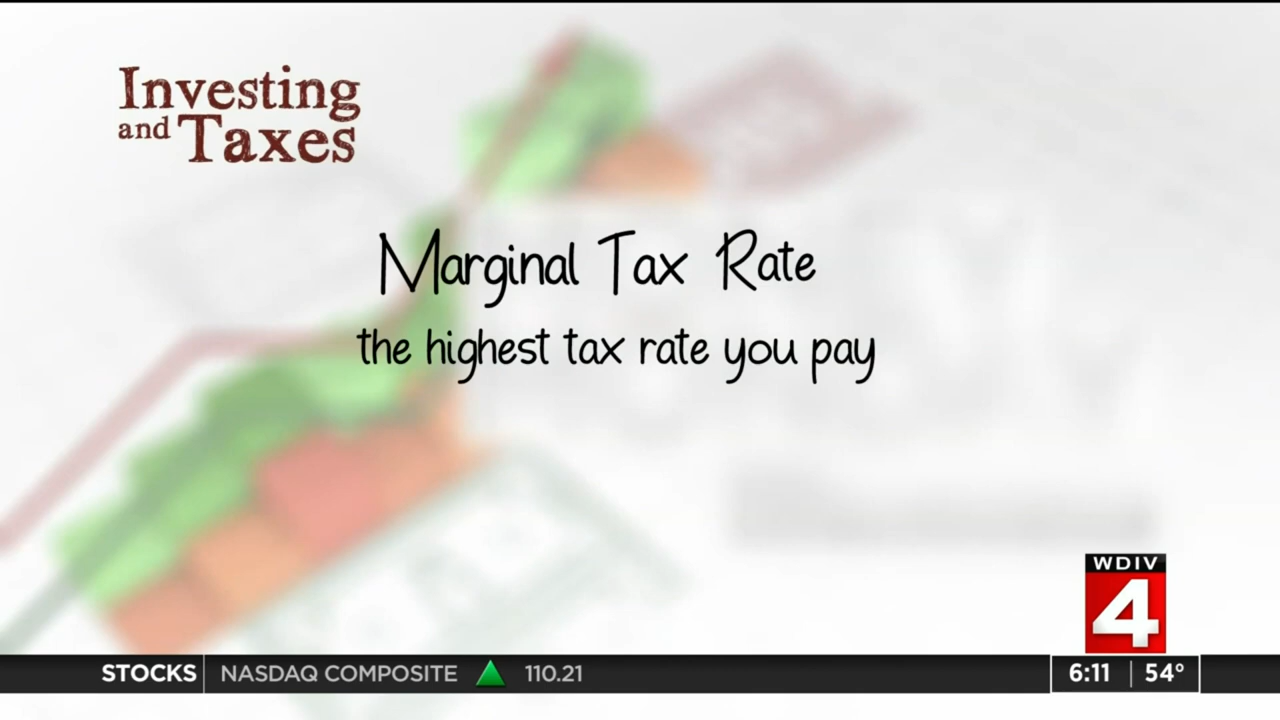 Investing
and Taxes
Marginal Tax Rate
the highest tax rate you pay
WDIV
4
STOCKS NASDAQ COMPOSITE 110.21 6:11 54°